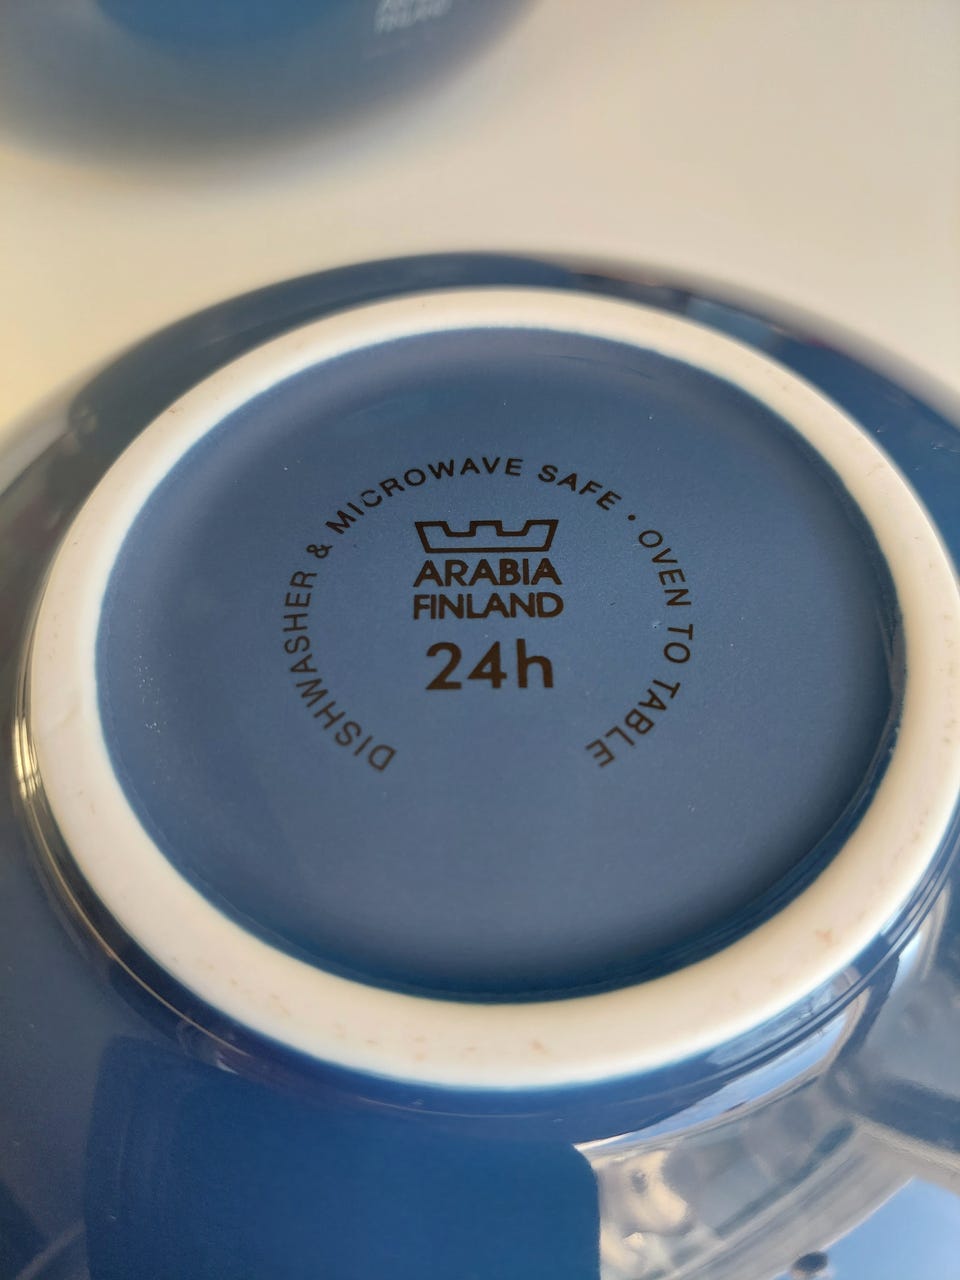 DISHWASHER & MICROWAVE SAFE • OVEN TO TABLE
ARABIA
FINLAND
24h